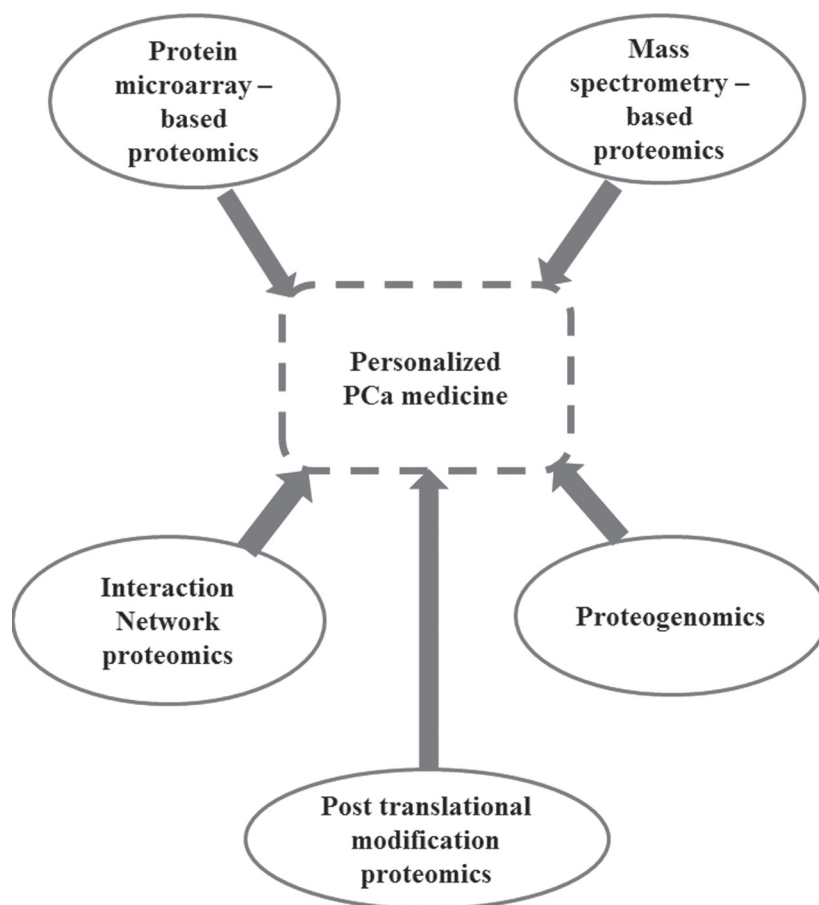 Protein
microarray –
based
proteomics
Mass
spectrometry –
based
proteomics
Personalized
PCa medicine
Interaction
Network
proteomics
Proteogenomics
Post translational
modification
proteomics